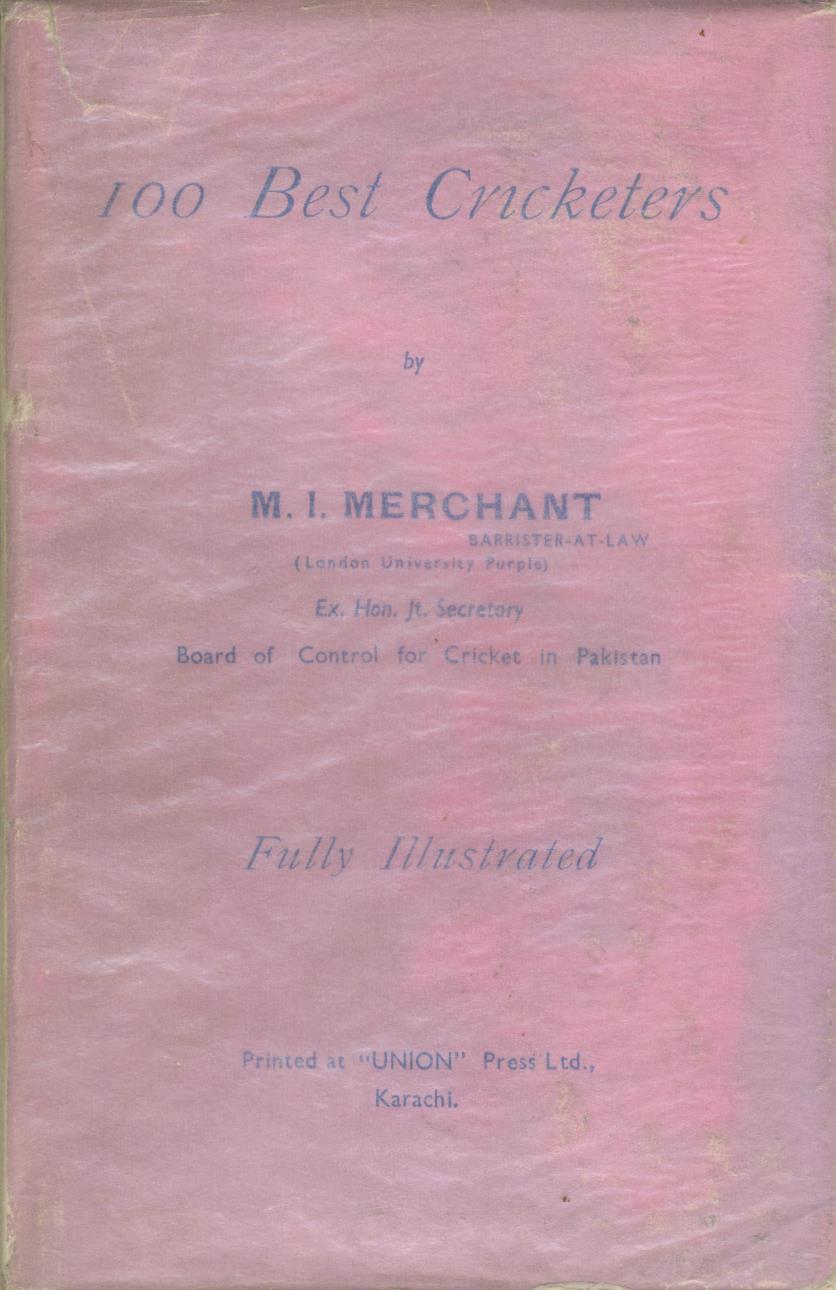 100 Best Cricketers
by
M. I. MERCHANT
BARRISTER-AT-LAW
(London University Purple)
Ex. Hon. Jt. Secretary
Board of Control for Cricket in Pakistan
Fully Illustrated
Printed at "UNION" Press Ltd.,
Karachi.